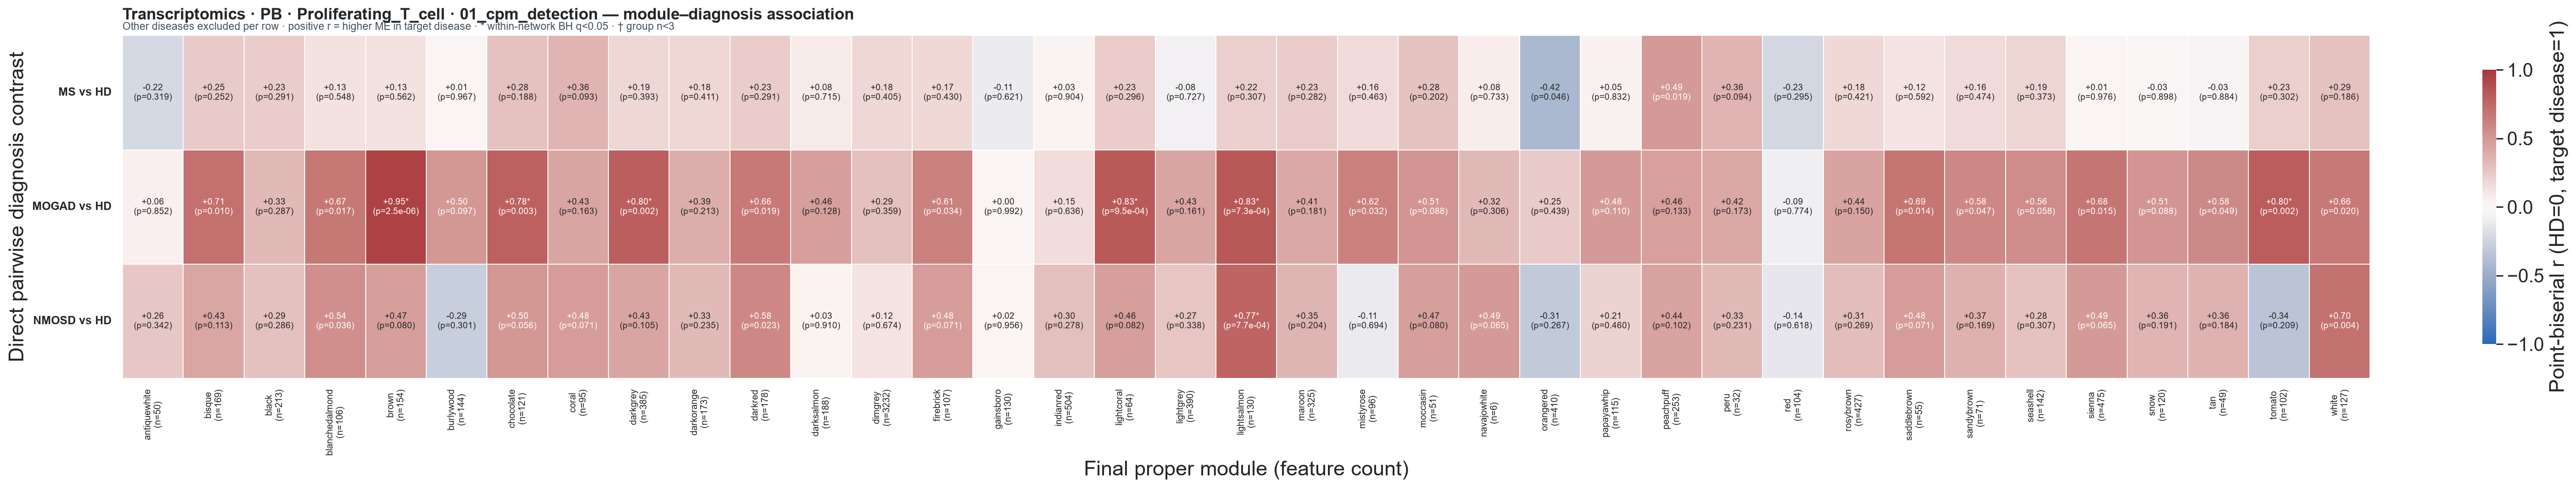 Transcriptomics · PB · Proliferating_T_cell · 01_cpm_detection — module–diagnosis association
Other diseases excluded per row · positive r = higher ME in target disease · * within-network BH q<0.05 · † group n<3
Direct pairwise diagnosis contrast
MS vs HD
-0.22 +0.25 +0.23 +0.13 +0.13 +0.01 +0.28 +0.36 +0.19 +0.18 +0.23 +0.08 +0.18 +0.17 -0.11 +0.03 +0.23 -0.08 +0.22 +0.23 +0.16 +0.28 +0.08 -0.42 +0.05 +0.49 +0.36 -0.23 +0.18 +0.12 +0.16 +0.19 +0.01 -0.03 -0.03 +0.23 +0.29
(p=0.319) (p=0.252) (p=0.291) (p=0.548) (p=0.562) (p=0.967) (p=0.188) (p=0.093) (p=0.393) (p=0.411) (p=0.291) (p=0.715) (p=0.405) (p=0.430) (p=0.621) (p=0.904) (p=0.296) (p=0.727) (p=0.307) (p=0.282) (p=0.463) (p=0.202) (p=0.733) (p=0.046) (p=0.832) (p=0.019) (p=0.094) (p=0.295) (p=0.421) (p=0.592) (p=0.474) (p=0.373) (p=0.976) (p=0.898) (p=0.884) (p=0.302) (p=0.186)
MOGAD vs HD
+0.06 +0.71 +0.33 +0.67 +0.95* +0.50 +0.78* +0.43 +0.80* +0.39 +0.66 +0.46 +0.29 +0.61 +0.00 +0.15 +0.83* +0.43 +0.83* +0.41 +0.62 +0.51 +0.32 +0.25 +0.48 +0.46 +0.42 -0.09 +0.44 +0.69 +0.58 +0.56 +0.68 +0.51 +0.58 +0.80* +0.66
(p=0.852) (p=0.010) (p=0.287) (p=0.017) (p=2.5e-06) (p=0.097) (p=0.003) (p=0.163) (p=0.002) (p=0.213) (p=0.019) (p=0.128) (p=0.359) (p=0.034) (p=0.992) (p=0.636) (p=9.5e-04) (p=0.161) (p=7.3e-04) (p=0.181) (p=0.032) (p=0.088) (p=0.306) (p=0.439) (p=0.110) (p=0.133) (p=0.173) (p=0.774) (p=0.150) (p=0.014) (p=0.047) (p=0.058) (p=0.015) (p=0.088) (p=0.049) (p=0.002) (p=0.020)
NMOSD vs HD
+0.26 +0.43 +0.29 +0.54 +0.47 -0.29 +0.50 +0.48 +0.43 +0.33 +0.58 +0.03 +0.12 +0.48 +0.02 +0.30 +0.46 +0.27 +0.77* +0.35 -0.11 +0.47 +0.49 -0.31 +0.21 +0.44 +0.33 -0.14 +0.31 +0.48 +0.37 +0.28 +0.49 +0.36 +0.36 -0.34 +0.70
(p=0.342) (p=0.113) (p=0.286) (p=0.036) (p=0.080) (p=0.301) (p=0.056) (p=0.071) (p=0.105) (p=0.235) (p=0.023) (p=0.910) (p=0.674) (p=0.071) (p=0.956) (p=0.278) (p=0.082) (p=0.338) (p=7.7e-04) (p=0.204) (p=0.694) (p=0.080) (p=0.065) (p=0.267) (p=0.460) (p=0.102) (p=0.231) (p=0.618) (p=0.269) (p=0.071) (p=0.169) (p=0.307) (p=0.065) (p=0.191) (p=0.184) (p=0.209) (p=0.004)
antiquewhite
(n=50)
bisque
(n=169)
black
(n=213)
blanchedalmond
(n=106)
brown
(n=154)
burlywood
(n=144)
chocolate
(n=121)
coral
(n=95)
darkgrey
(n=385)
darkorange
(n=173)
darkred
(n=178)
darksalmon
(n=188)
dimgrey
(n=3232)
firebrick
(n=107)
gainsboro
(n=130)
indianred
(n=504)
lightcoral
(n=64)
lightgrey
(n=390)
lightsalmon
(n=130)
maroon
(n=325)
mistyrose
(n=96)
moccasin
(n=51)
navajowhite
(n=6)
orangered
(n=410)
papayawhip
(n=115)
peachpuff
(n=253)
peru
(n=32)
red
(n=104)
rosybrown
(n=427)
saddlebrown
(n=55)
sandybrown
(n=71)
seashell
(n=142)
sienna
(n=475)
snow
(n=120)
tan
(n=49)
tomato
(n=102)
white
(n=127)
Final proper module (feature count)
1.0
0.5
0.0
−0.5
−1.0
Point-biserial r (HD=0, target disease=1)